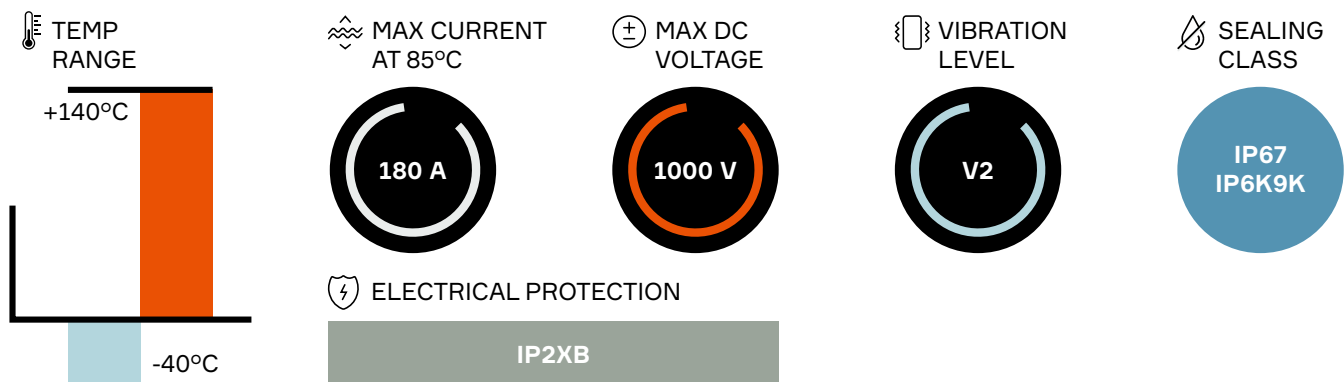 TEMP
RANGE
+140°C
-40°C
MAX CURRENT
AT 85°C
180 A
MAX DC
VOLTAGE
1000 V
VIBRATION
LEVEL
V2
SEALING
CLASS
IP67
IP6K9K
ELECTRICAL PROTECTION
IP2XB